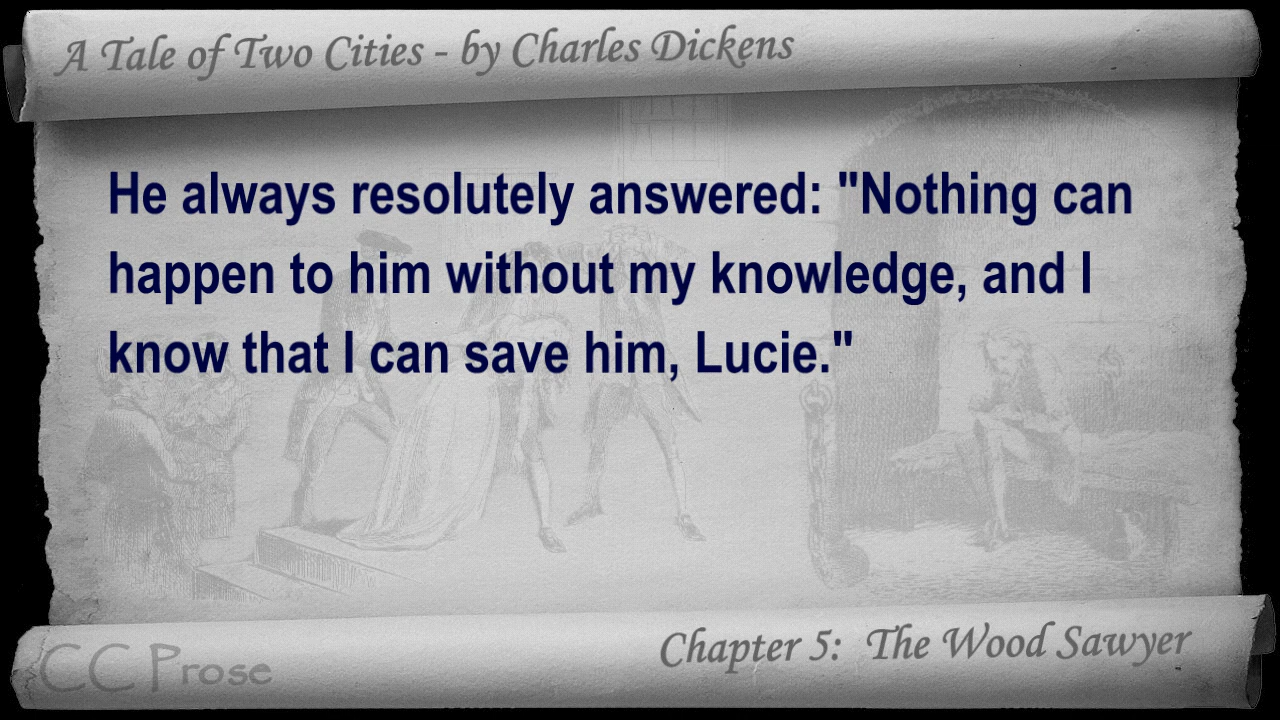 A Tale of Two Cities - by Charles Dickens
He always resolutely answered: "Nothing can
happen to him without my knowledge, and I
know that I can save him, Lucie."
Chapter 5: The Wood Sawyer
CC Prose